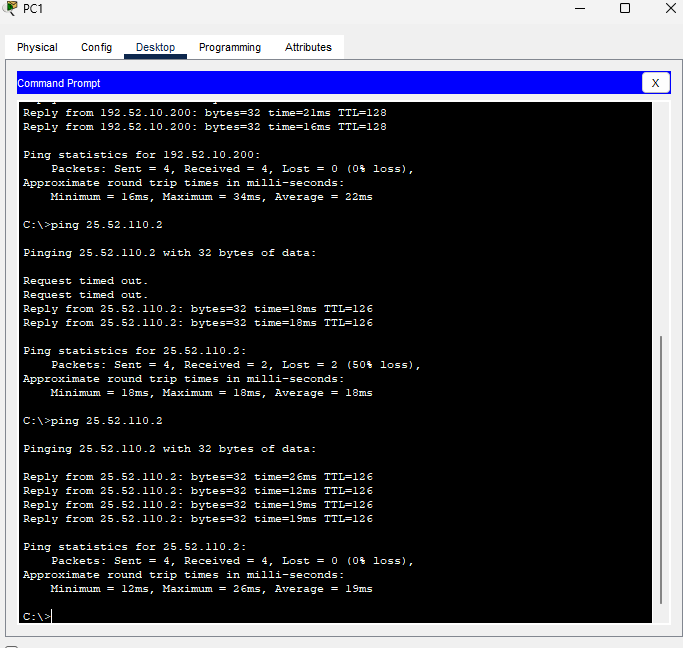 PC1
Physical Config Desktop Programming Attributes
Command Prompt
X
Reply from 192.52.10.200: bytes=32 time=21ms TTL=128
Reply from 192.52.10.200: bytes=32 time=16ms TTL=128
Ping statistics for 192.52.10.200:
Packets: Sent = 4, Received = 4, Lost = 0 (0% loss),
Approximate round trip times in milli-seconds:
Minimum = 16ms, Maximum = 34ms, Average = 22ms
C:\>ping 25.52.110.2
Pinging 25.52.110.2 with 32 bytes of data:
Request timed out.
Request timed out.
Reply from 25.52.110.2: bytes=32 time=18ms TTL=126
Reply from 25.52.110.2: bytes=32 time=18ms TTL=126
Ping statistics for 25.52.110.2:
Packets: Sent = 4, Received = 2, Lost = 2 (50% loss),
Approximate round trip times in milli-seconds:
Minimum = 18ms, Maximum = 18ms, Average = 18ms
C:\>ping 25.52.110.2
Pinging 25.52.110.2 with 32 bytes of data:
Reply from 25.52.110.2: bytes=32 time=26ms TTL=126
Reply from 25.52.110.2: bytes=32 time=12ms TTL=126
Reply from 25.52.110.2: bytes=32 time=19ms TTL=126
Reply from 25.52.110.2: bytes=32 time=19ms TTL=126
Ping statistics for 25.52.110.2:
Packets: Sent = 4, Received = 4, Lost = 0 (0% loss),
Approximate round trip times in milli-seconds:
Minimum = 12ms, Maximum = 26ms, Average = 19ms
C:\>